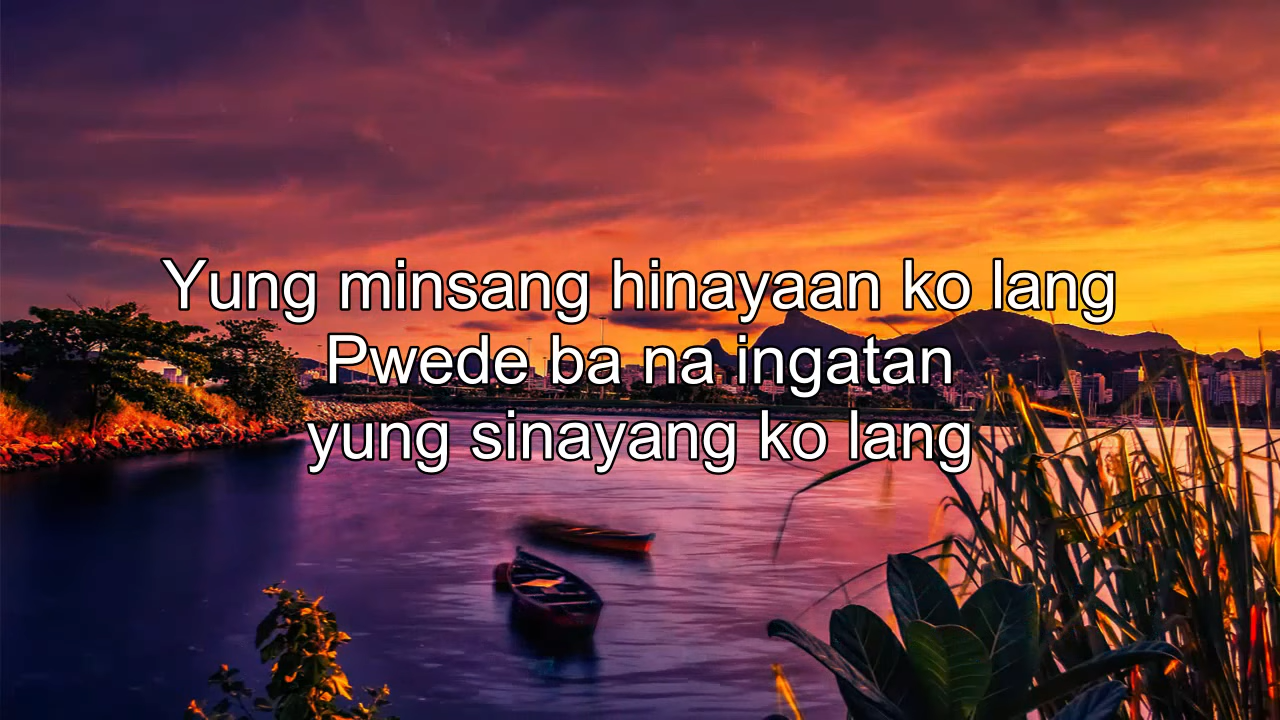 Yung minsang hinayaan ko lang
Pwede ba na ingatan
yung sinayang ko lang